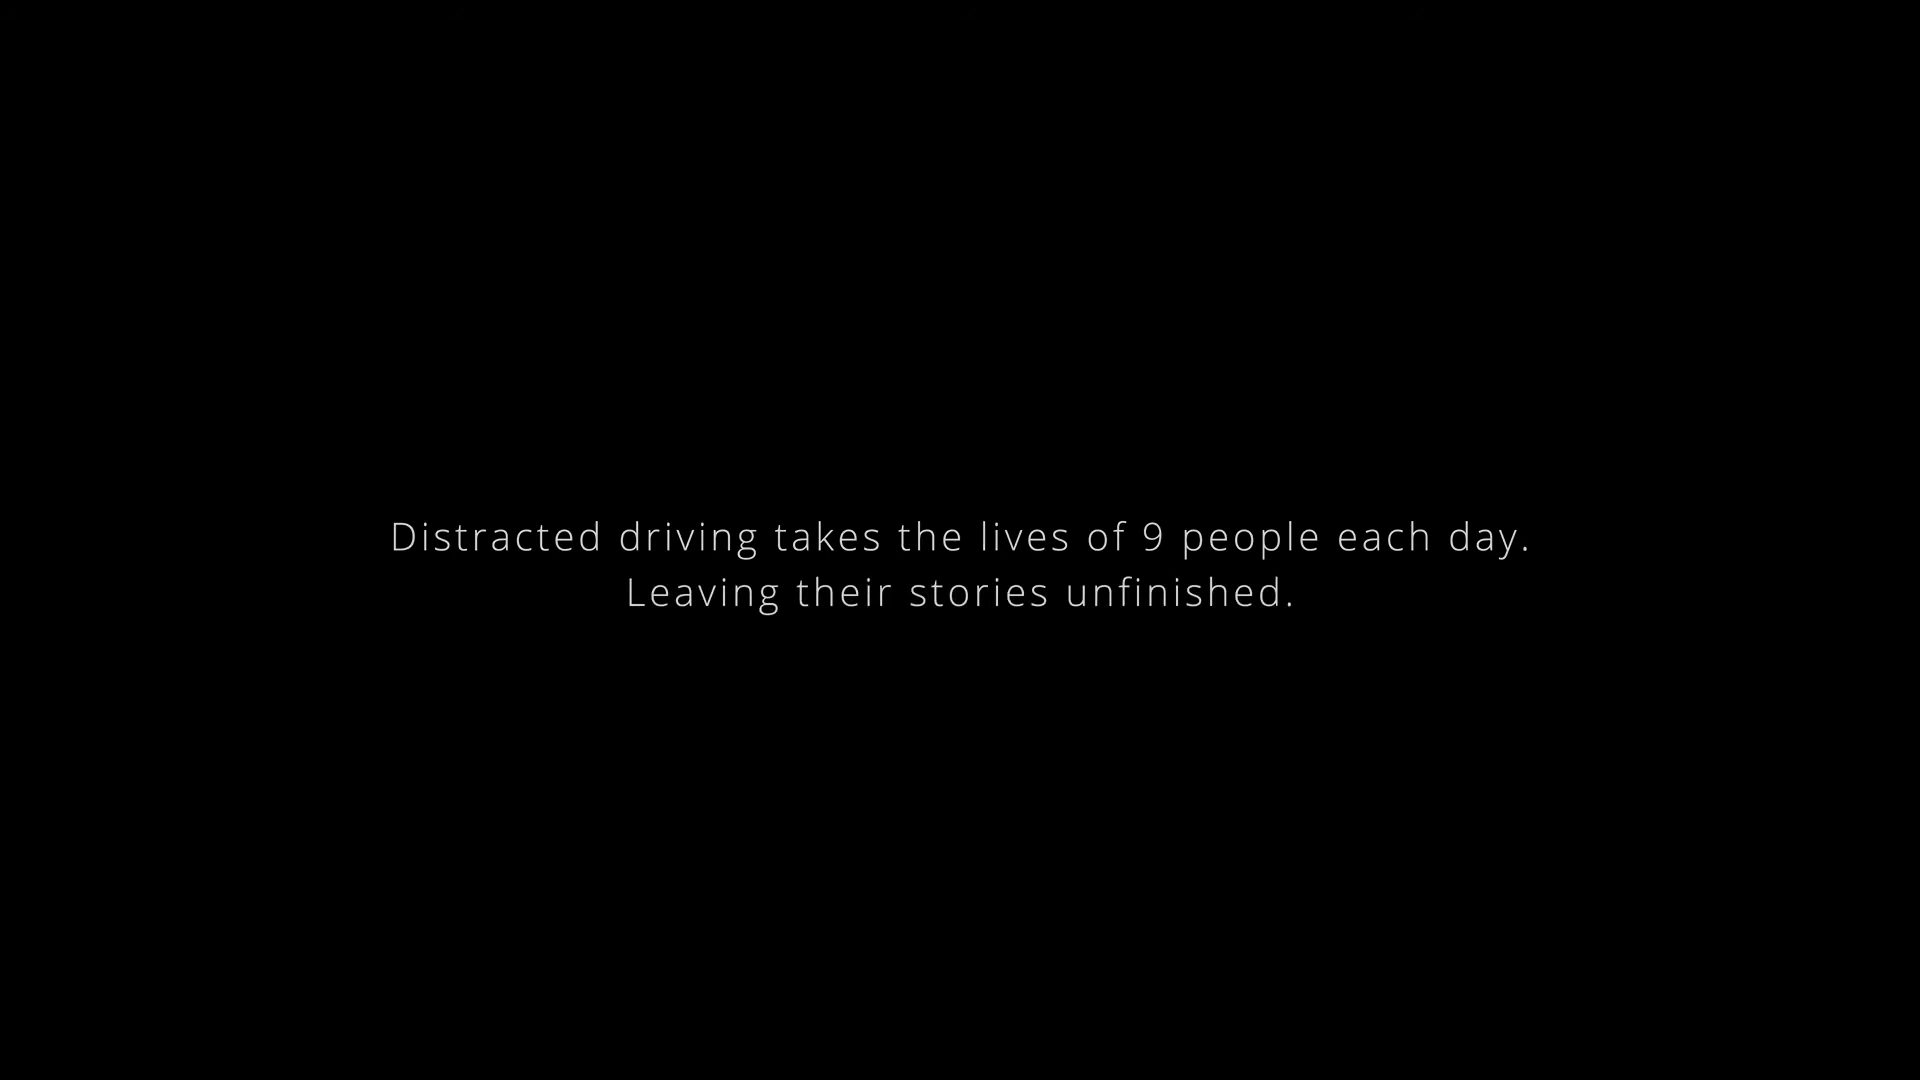 Distracted driving takes the lives of 9 people each day.
Leaving their stories unfinished.